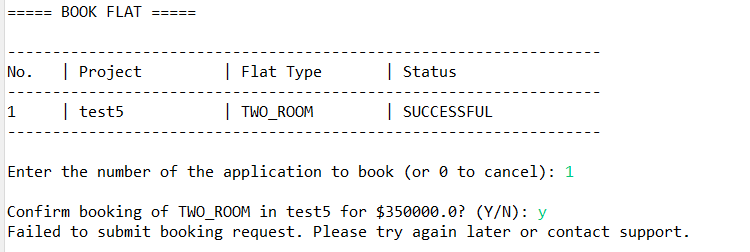 ===== BOOK FLAT =====
------------------------------------------------------------------
No.   | Project         | Flat Type       | Status
------------------------------------------------------------------
1     | test5           | TWO_ROOM        | SUCCESSFUL
------------------------------------------------------------------
Enter the number of the application to book (or 0 to cancel): 1
Confirm booking of TWO_ROOM in test5 for $350000.0? (Y/N): y
Failed to submit booking request. Please try again later or contact support.